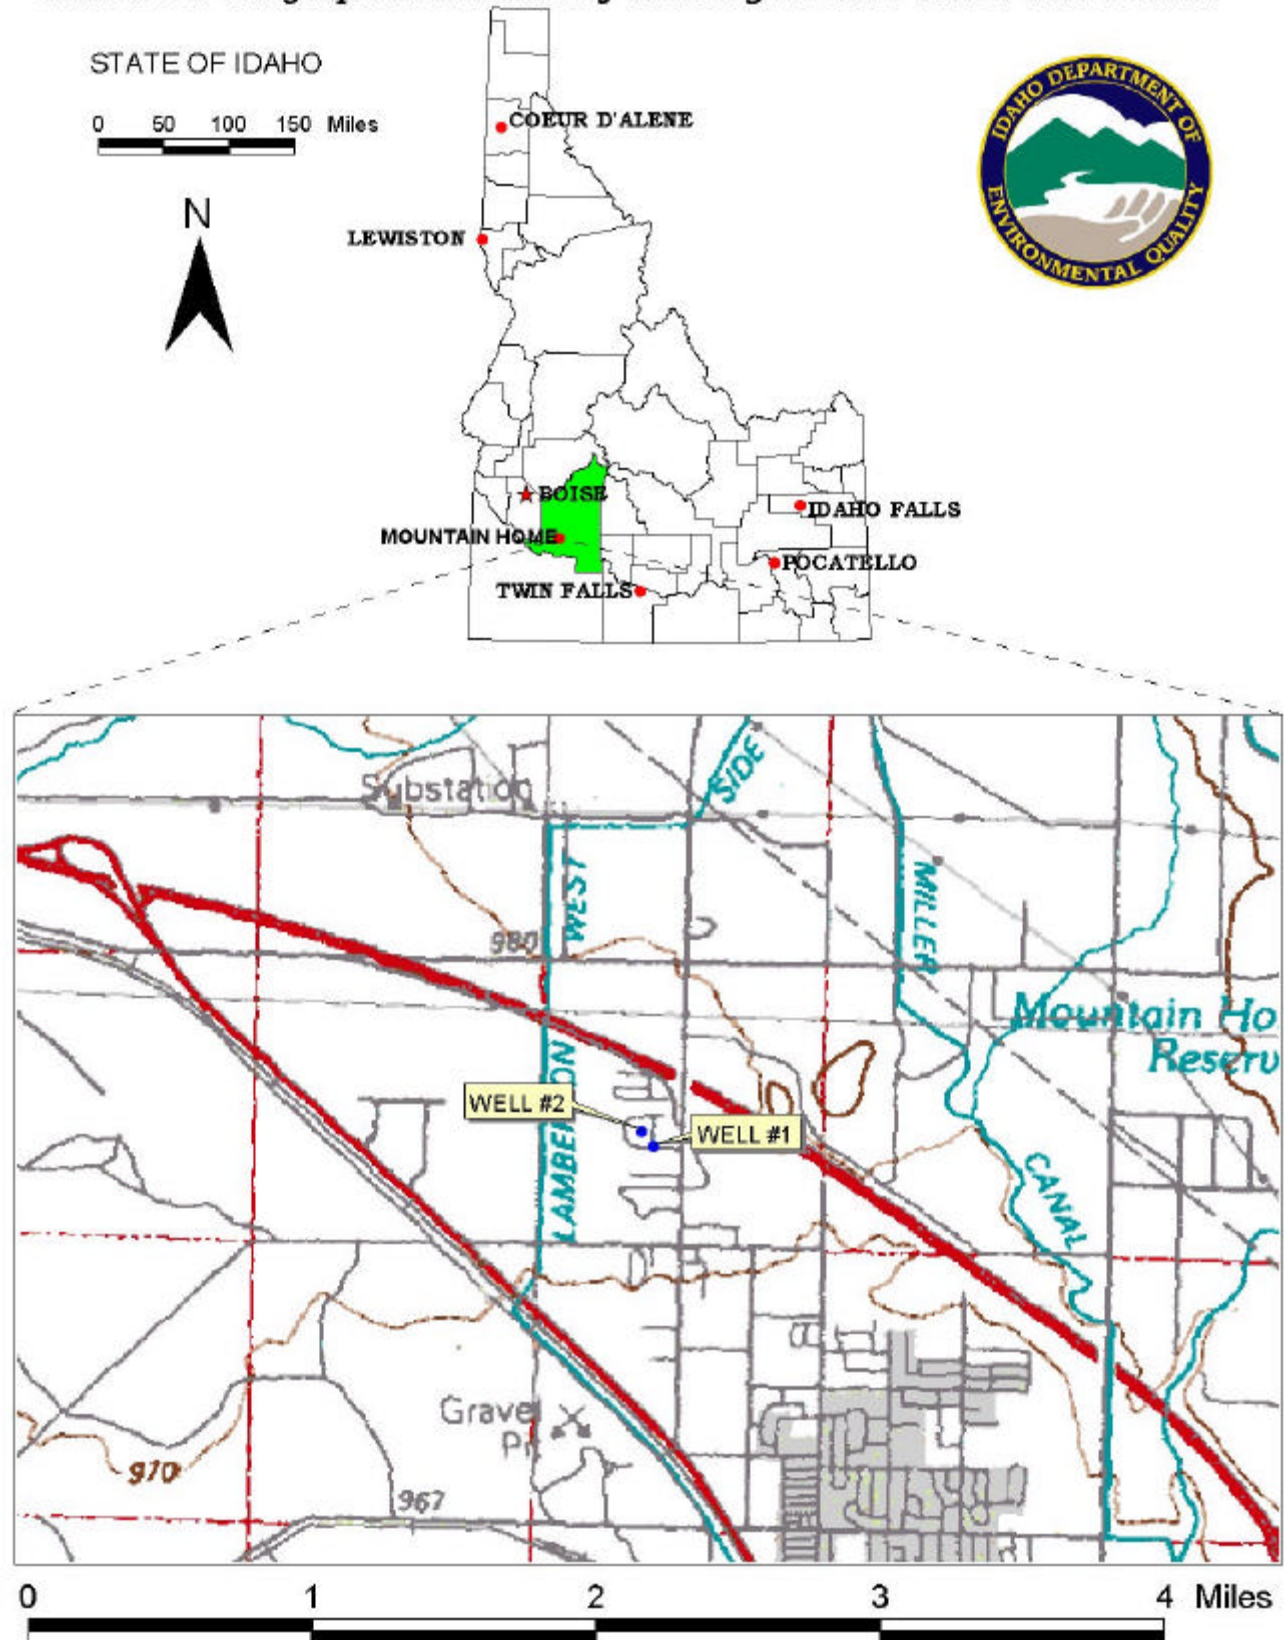 STATE OF IDAHO
0 50 100 150 Miles
N
COEUR D'ALENE
LEWISTON
IDAHO DEPARTMENT OF
ENVIRONMENTAL QUALITY
BOISE
MOUNTAIN HOME
IDAHO FALLS
POCATELLO
TWIN FALLS
Substation
SIDE
WEST
MILLER
980
Mountain Ho
Reserv
WELL #2
WELL #1
CANAL
Gravel
Pit
970
967
0 1 2 3 4 Miles